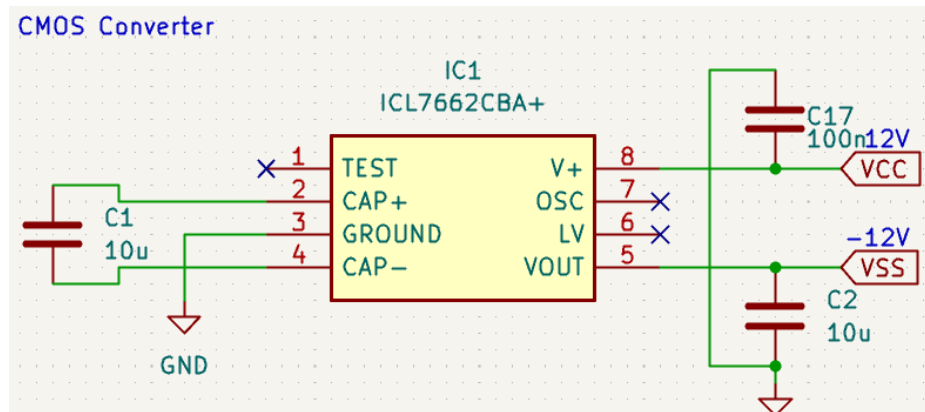 CMOS Converter
IC1
ICL7662CBA+
1 TEST
2 CAP+
3 GROUND
4 CAP-
V+ 8
OSC 7
LV 6
VOUT 5
C1
10u
GND
C17
100n
12V
VCC
-12V
VSS
C2
10u